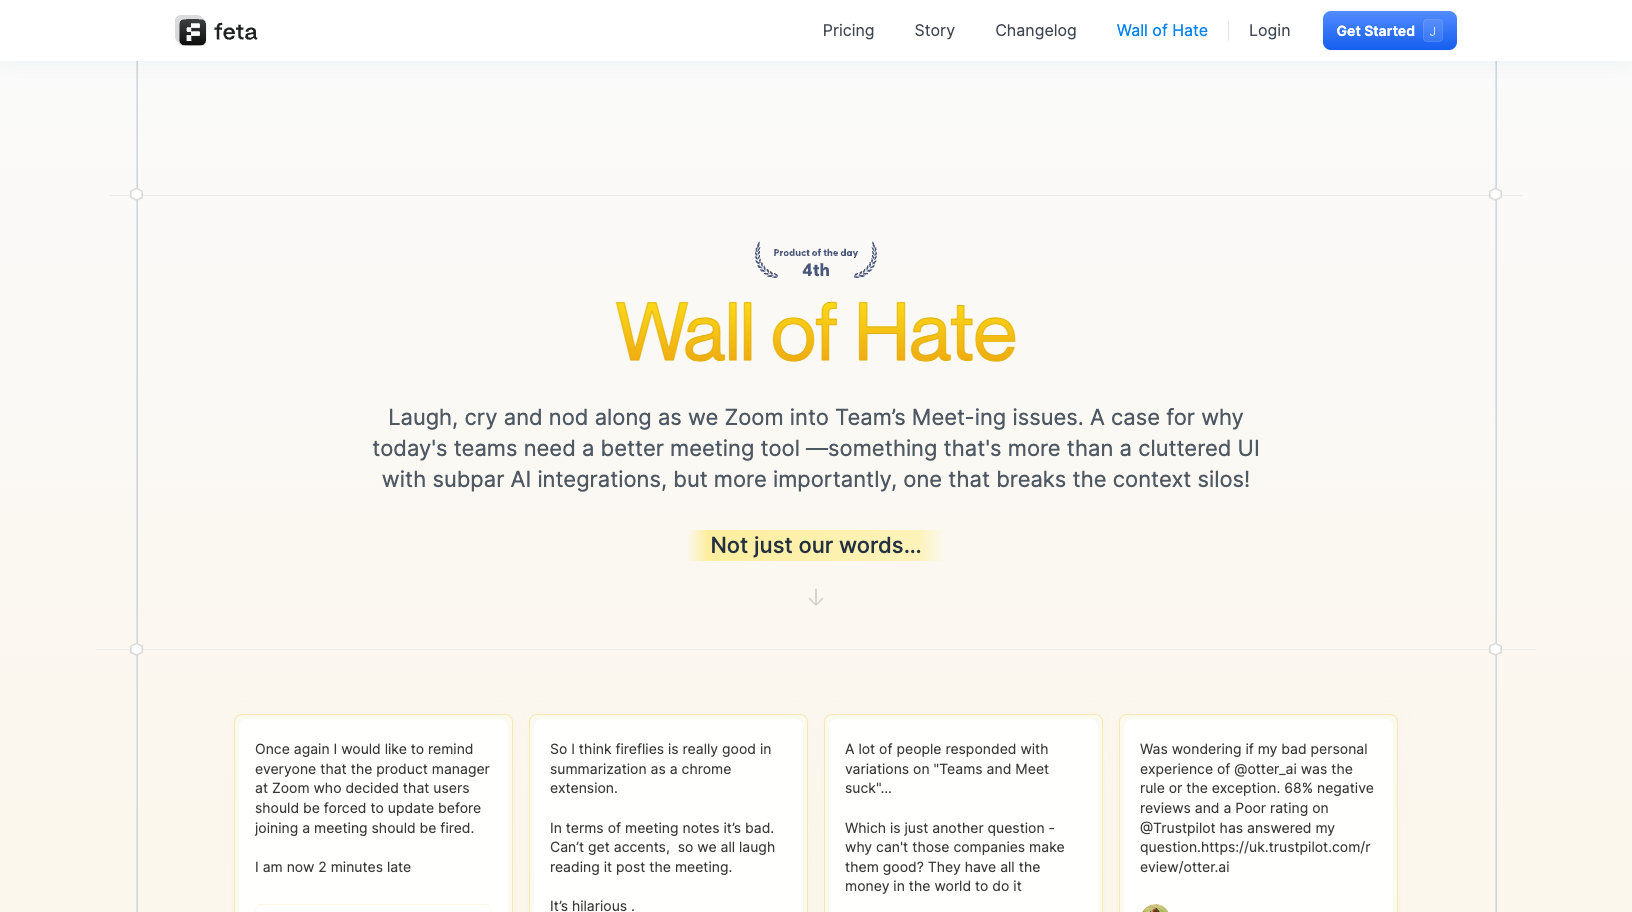 feta
Pricing
Story
Changelog
Wall of Hate
Login
Get Started J
Product of the day
4th
Wall of Hate
Laugh, cry and nod along as we Zoom into Team’s Meet-ing issues. A case for why
today's teams need a better meeting tool —something that's more than a cluttered UI
with subpar AI integrations, but more importantly, one that breaks the context silos!
Not just our words...
Once again I would like to remind
everyone that the product manager
at Zoom who decided that users
should be forced to update before
joining a meeting should be fired.
I am now 2 minutes late
So I think fireflies is really good in
summarization as a chrome
extension.
In terms of meeting notes it’s bad.
Can’t get accents,  so we all laugh
reading it post the meeting.
It’s hilarious .
A lot of people responded with
variations on "Teams and Meet
suck"...
Which is just another question -
why can't those companies make
them good? They have all the
money in the world to do it
Was wondering if my bad personal
experience of @otter_ai was the
rule or the exception. 68% negative
reviews and a Poor rating on
@Trustpilot has answered my
question.https://uk.trustpilot.com/r
eview/otter.ai